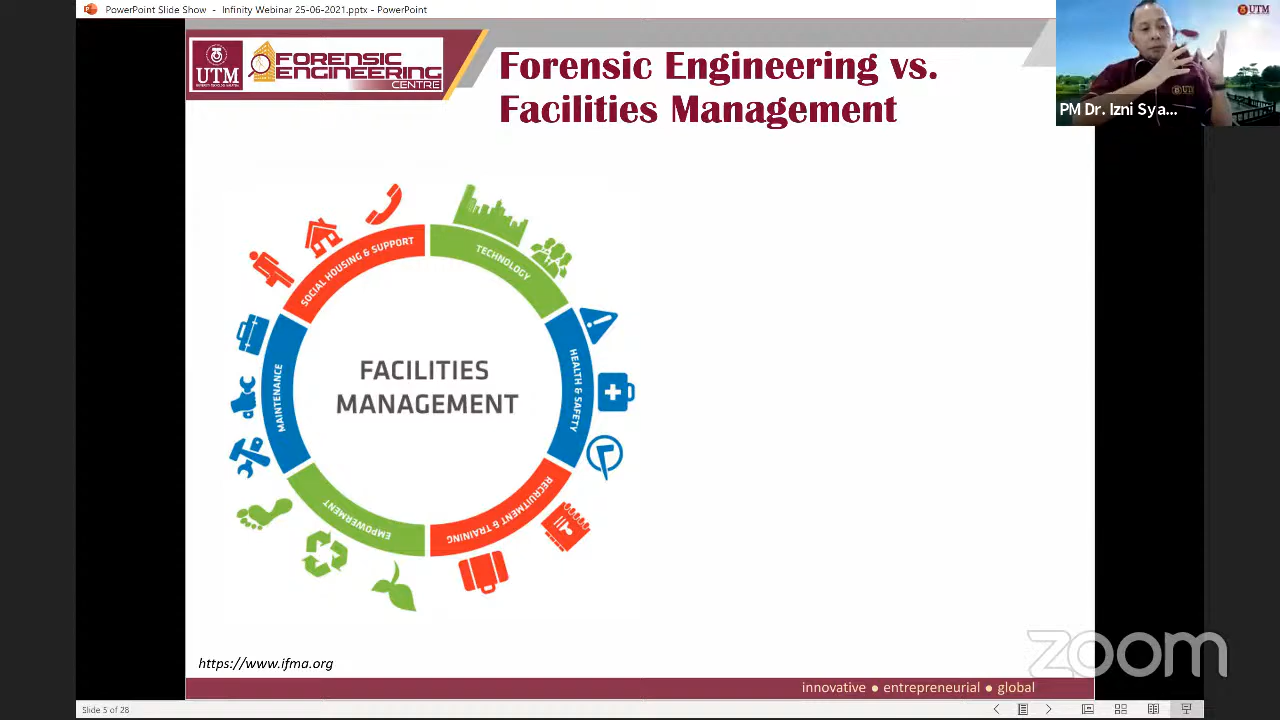 PowerPoint Slide Show - Infinity Webinar 25-06-2021.pptx - PowerPoint
UTM
UTM
FORENSIC
ENGINEERING
CENTRE
Forensic Engineering vs.
Facilities Management
UTM
PM Dr. Izni Sya...
SOCIAL HOUSING & SUPPORT
TECHNOLOGY
HEALTH & SAFETY
RECRUITMENT & TRAINING
EMPOWERMENT
MAINTENANCE
FACILITIES
MANAGEMENT
https://www.ifma.org
zoom
innovative ● entrepreneurial ● global
Slide 5 of 28